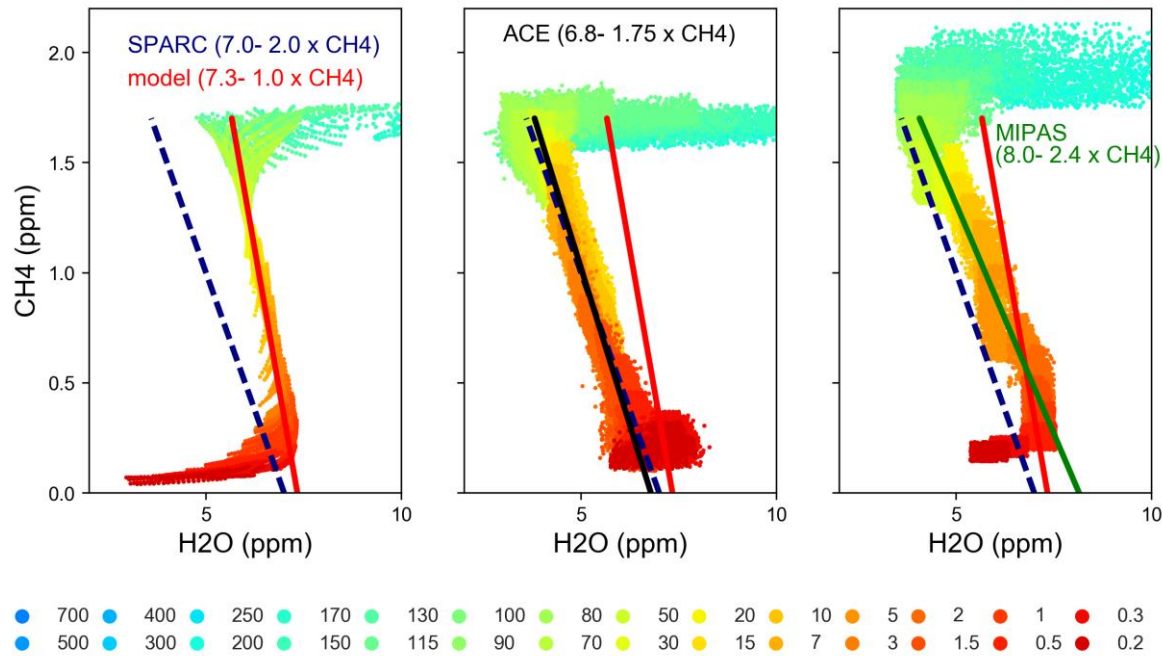 SPARC (7.0- 2.0 x CH4)
model (7.3- 1.0 x CH4)
ACE (6.8- 1.75 x CH4)
MIPAS
(8.0- 2.4 x CH4)
CH4 (ppm)
2.0
1.5
1.0
0.5
0.0
5 10
5 10
5 10
H2O (ppm)
H2O (ppm)
H2O (ppm)
700 400 250 170 130 100 80 50 20 10 5 2 1 0.3
500 300 200 150 115 90 70 30 15 7 3 1.5 0.5 0.2